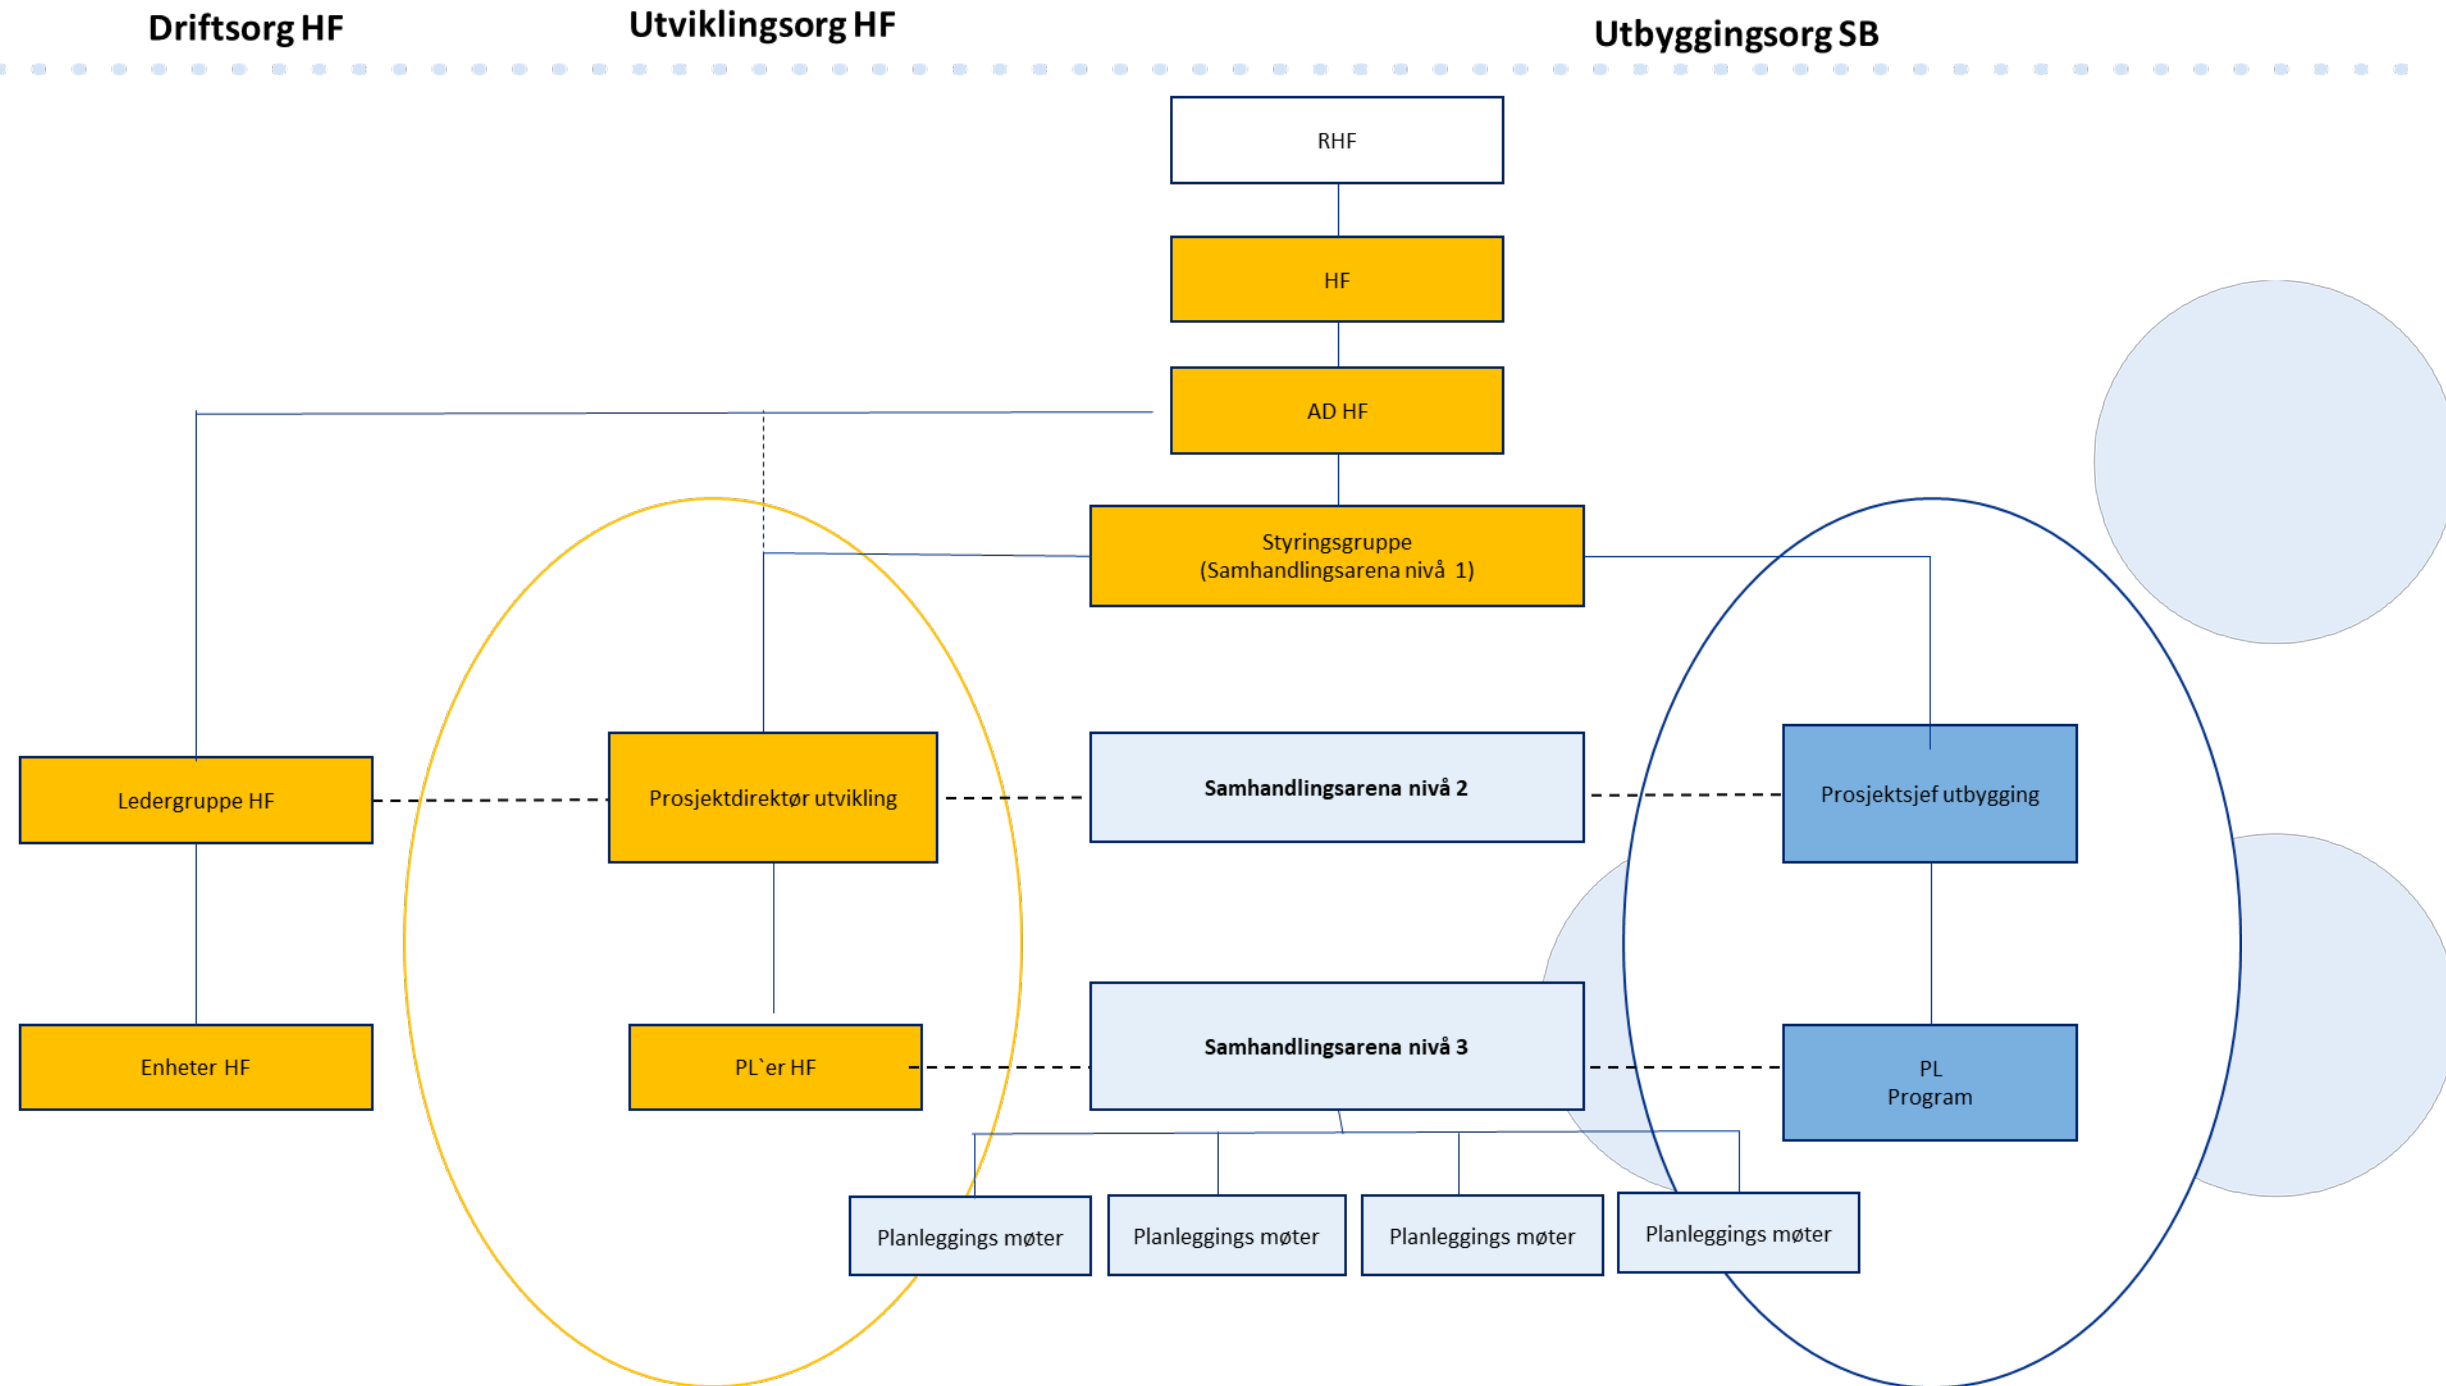 Driftsorg HF
Utviklingsorg HF
Utbyggingsorg SB
RHF
HF
AD HF
Styringsgruppe
(Samhandlingsarena nivå 1)
Ledergruppe HF
Prosjektdirektør utvikling
Samhandlingsarena nivå 2
Prosjektsjef utbygging
Enheter HF
PL`er HF
Samhandlingsarena nivå 3
PL
Program
Planleggings møter
Planleggings møter
Planleggings møter
Planleggings møter